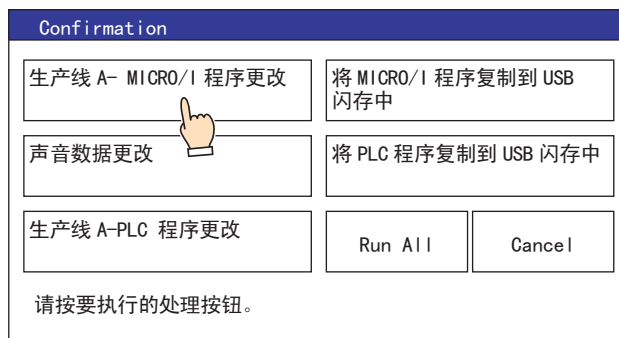 Confirmation
生产线 A- MICRO/I 程序更改
将 MICRO/I 程序复制到 USB
闪存中
声音数据更改
将 PLC 程序复制到 USB 闪存中
生产线 A-PLC 程序更改
Run All
Cancel
请按要执行的处理按钮。